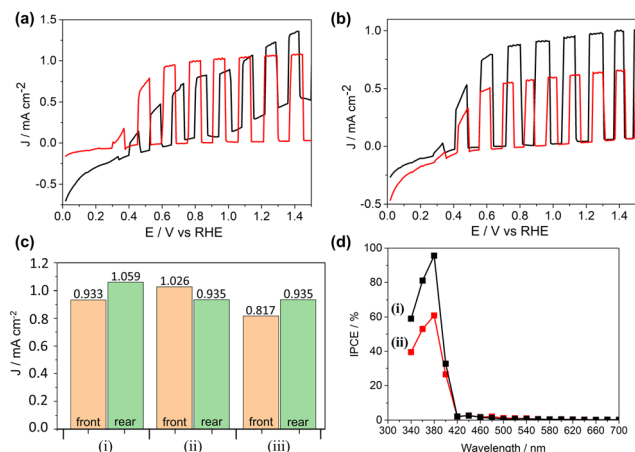 (a)
1.5
1.0
0.5
0.0
-0.5
J / mA cm⁻²
0.0 0.2 0.4 0.6 0.8 1.0 1.2 1.4
E / V vs RHE
(b)
1.0
0.5
0.0
-0.5
J / mA cm⁻²
0.0 0.2 0.4 0.6 0.8 1.0 1.2 1.4
E / V vs RHE
(c)
1.2
1.0
0.8
0.6
0.4
0.2
0.0
J / mA cm⁻²
0.933 1.059 1.026 0.935 0.817 0.935
front rear front rear front rear
(i) (ii) (iii)
(d)
100
80
60
40
20
0
IPCE / %
(i)
(ii)
300 340 380 420 460 500 540 580 620 660 700
Wavelength / nm